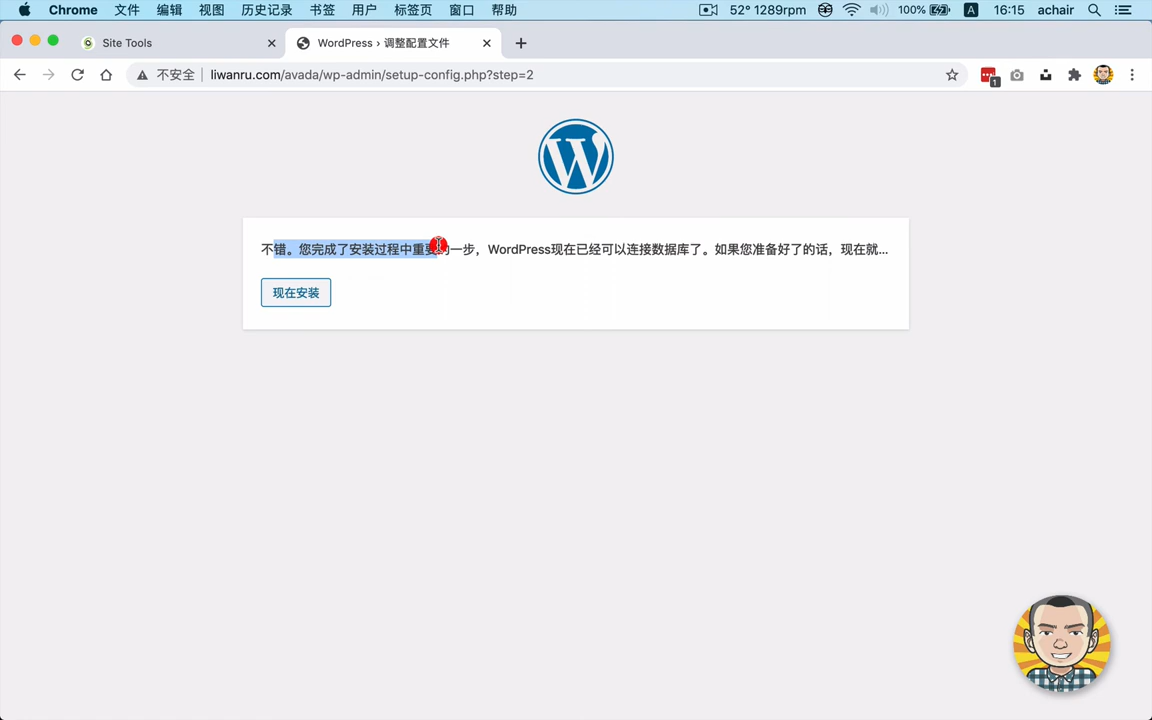 Chrome 文件 编辑 视图 历史记录 书签 用户 标签页 窗口 帮助 52° 1289rpm 100% A 16:15 achair
Site Tools WordPress › 调整配置文件
不安全 liwanru.com/avada/wp-admin/setup-config.php?step=2 1
不错。您完成了安装过程中重要的一步，WordPress现在已经可以连接数据库了。如果您准备好了的话，现在就...
现在安装